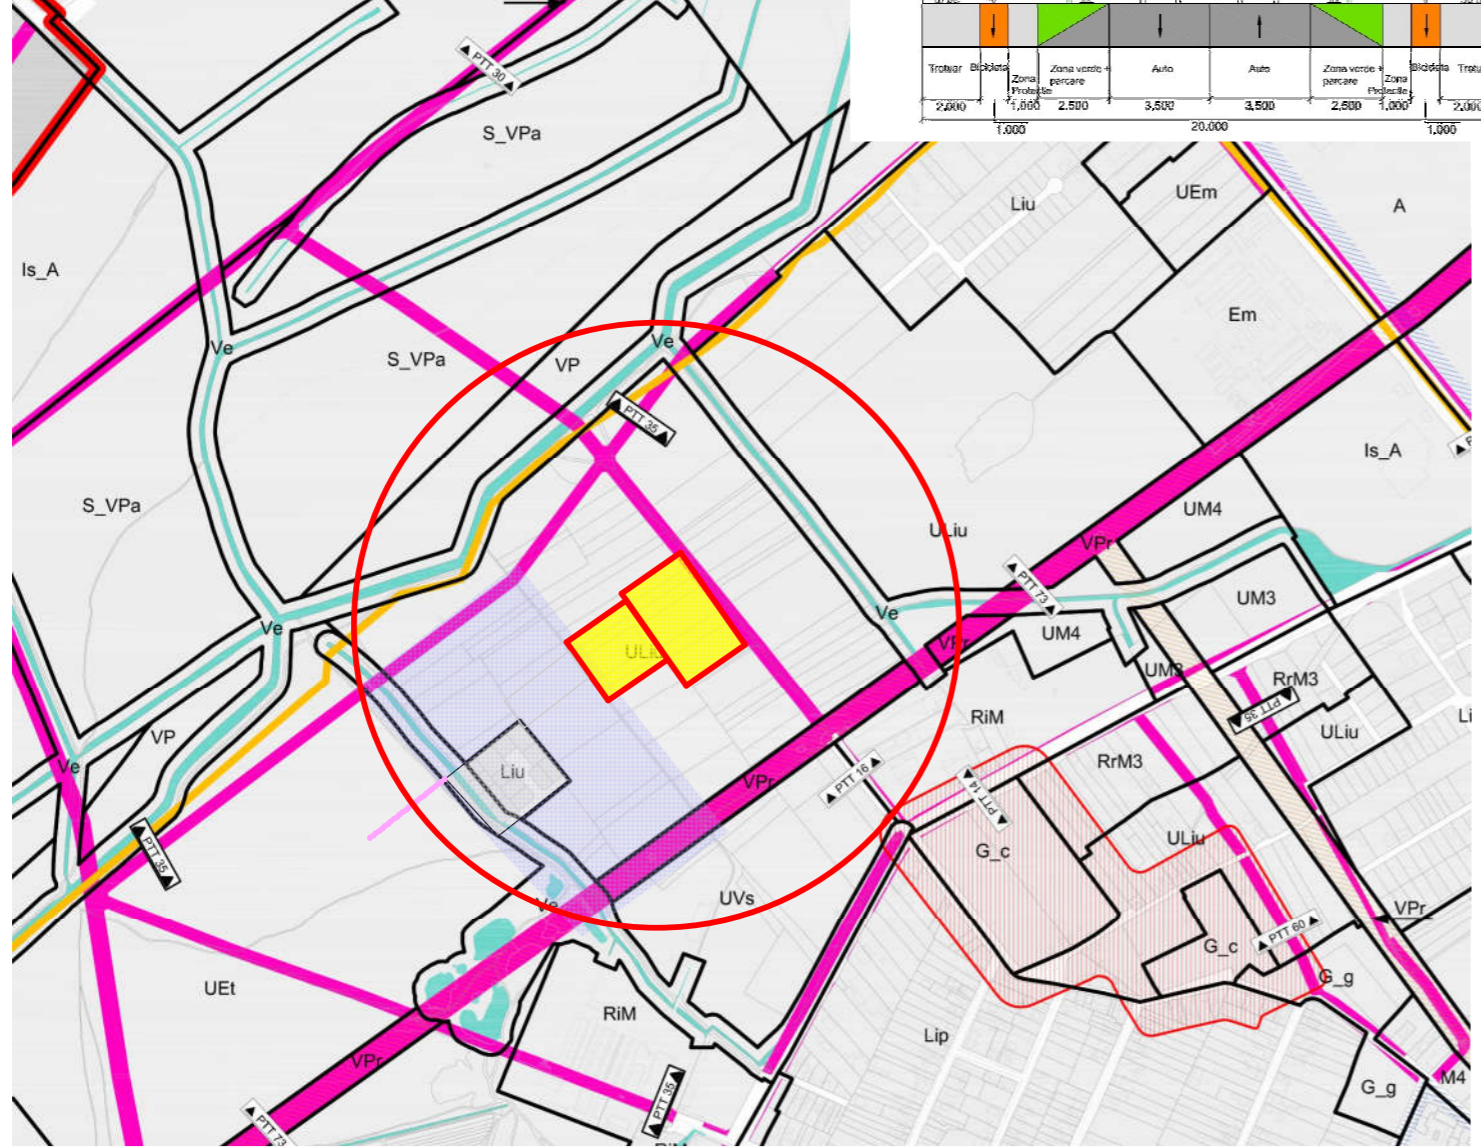 Trotuar Bicicleta Zona Protectie Zona verde + parcare Auto Auto Zona verde + parcare Zona Protectie Bicicleta
2.000 1.000 2.500 3,500 3,500 2,500 1.000 2.000
1.000 20.000 1.000
PTT 30
S_VPa
Liu
UEm
A
Is_A
Em
Ve
S_VPa
VP
Ve
PTT 35
Is_A
S_VPa
UM4
ULiu
VPr
PTT 73
Ve
UM3
Ve
UM4
VPr
ULiu
UM3
RrM3
PTT 35
RiM
ULiu
VP
Ve
Liu
VPr
PTT 16
RrM3
PTT 14
PTT 35
G_c
ULiu
UVs
Ve
VPr
PTT 60
G_c
UEt
G_g
RiM
Lip
VPr
M4
G_g
PTT 35
PTT 73